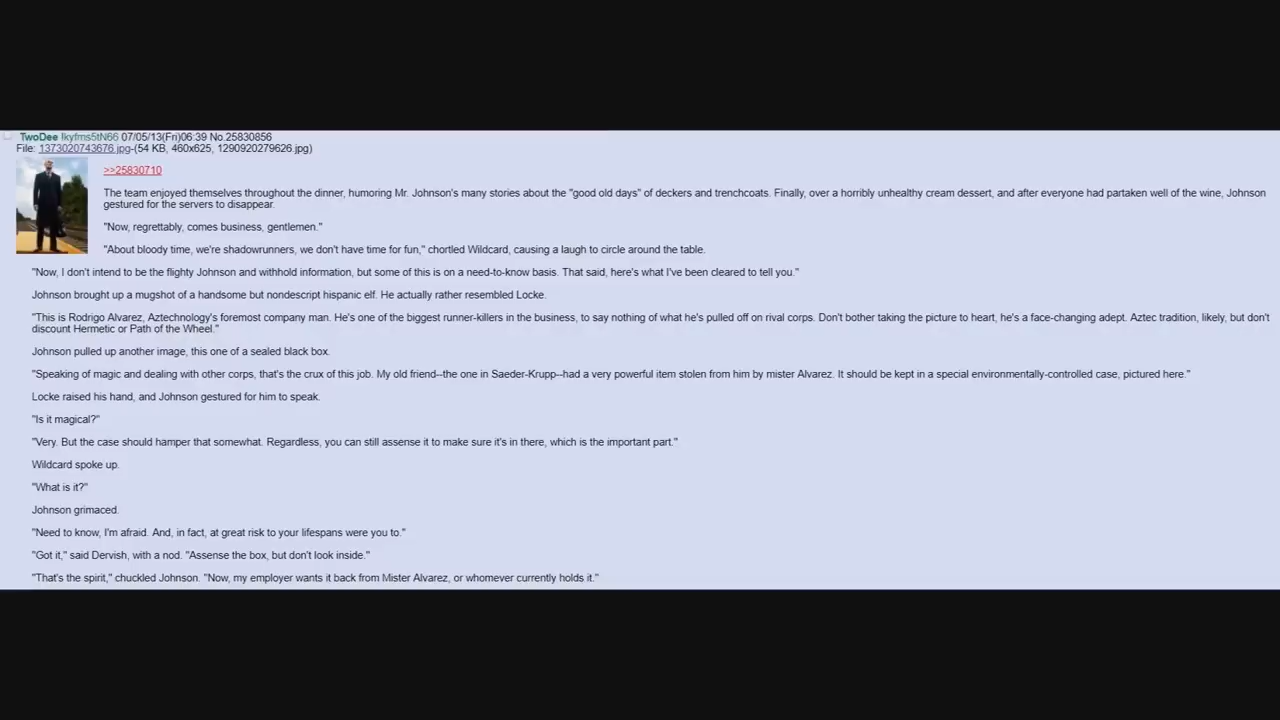 TwoDee !kyfms5tN66 07/05/13(Fri)06:39 No.25830856
File: 1373020743676.jpg-(54 KB, 460x625, 1290920279626.jpg)
>>25830710
The team enjoyed themselves throughout the dinner, humoring Mr. Johnson's many stories about the "good old days" of deckers and trenchcoats. Finally, over a horribly unhealthy cream dessert, and after everyone had partaken well of the wine, Johnson
gestured for the servers to disappear.
"Now, regrettably, comes business, gentlemen."
"About bloody time, we're shadowrunners, we don't have time for fun," chortled Wildcard, causing a laugh to circle around the table.
"Now, I don't intend to be the flighty Johnson and withhold information, but some of this is on a need-to-know basis. That said, here's what I've been cleared to tell you."
Johnson brought up a mugshot of a handsome but nondescript hispanic elf. He actually rather resembled Locke.
"This is Rodrigo Alvarez, Aztechnology's foremost company man. He's one of the biggest runner-killers in the business, to say nothing of what he's pulled off on rival corps. Don't bother taking the picture to heart, he's a face-changing adept. Aztec tradition, likely, but don't
discount Hermetic or Path of the Wheel."
Johnson pulled up another image, this one of a sealed black box.
"Speaking of magic and dealing with other corps, that's the crux of this job. My old friend--the one in Saeder-Krupp--had a very powerful item stolen from him by mister Alvarez. It should be kept in a special environmentally-controlled case, pictured here."
Locke raised his hand, and Johnson gestured for him to speak.
"Is it magical?"
"Very. But the case should hamper that somewhat. Regardless, you can still assense it to make sure it's in there, which is the important part."
Wildcard spoke up.
"What is it?"
Johnson grimaced.
"Need to know, I'm afraid. And, in fact, at great risk to your lifespans were you to."
"Got it," said Dervish, with a nod. "Assense the box, but don't look inside."
"That's the spirit," chuckled Johnson. "Now, my employer wants it back from Mister Alvarez, or whomever currently holds it."